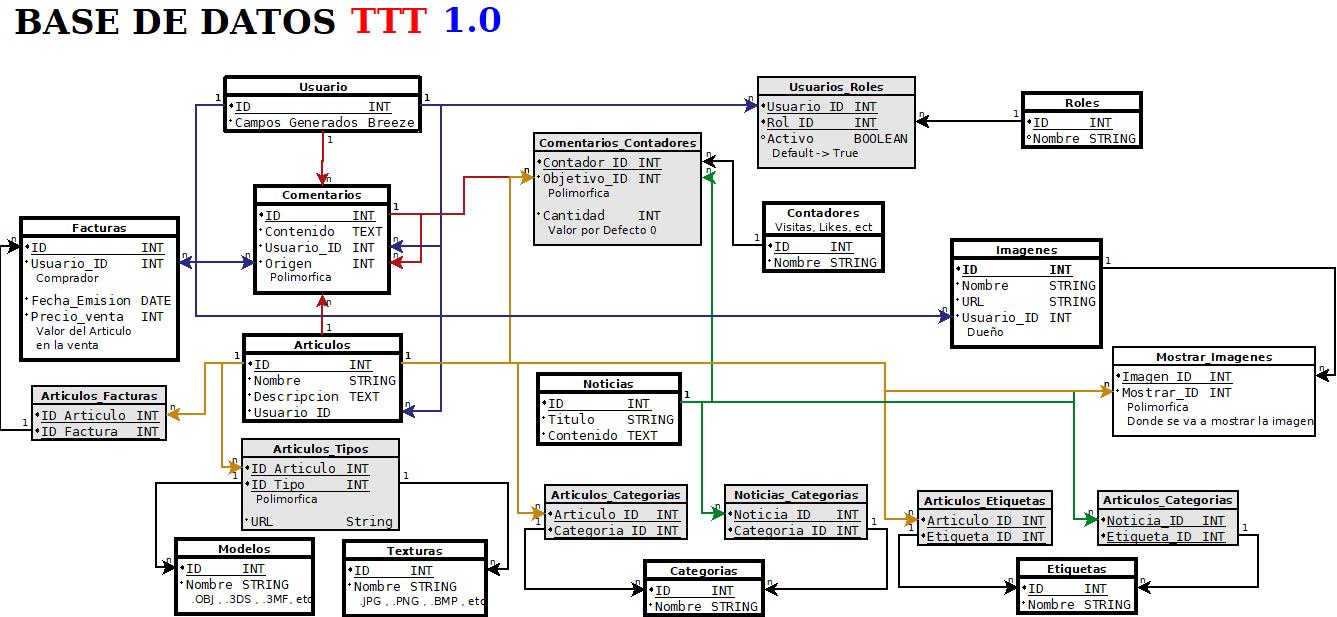 BASE DE DATOS TTT 1.0
Usuario
ID INT
Campos Generados Breeze
Usuarios_Roles
Usuario_ID INT
Rol_ID INT
Activo BOOLEAN
Default -> True
Roles
ID INT
Nombre STRING
Comentarios_Contadores
Contador_ID INT
Objetivo_ID INT
Polimorfica
Cantidad INT
Valor por Defecto 0
Comentarios
ID INT
Contenido TEXT
Usuario_ID INT
Origen INT
Polimorfica
Contadores
Visitas, Likes, ect
ID INT
Nombre STRING
Facturas
ID INT
Usuario_ID INT
Comprador
Fecha_Emision DATE
Precio_venta INT
Valor del Articulo
en la venta
Imagenes
ID INT
Nombre STRING
URL STRING
Usuario_ID INT
Dueño
Articulos
ID INT
Nombre STRING
Descripcion TEXT
Usuario_ID
Mostrar_Imagenes
Imagen_ID INT
Mostrar_ID INT
Polimorfica
Donde se va a mostrar la imagen
Noticias
ID INT
Titulo STRING
Contenido TEXT
Articulos_Facturas
ID_Articulo INT
ID_Factura INT
Articulos_Tipos
ID_Articulo INT
ID_Tipo INT
Polimorfica
URL String
Articulos_Categorias
Articulo_ID INT
Categoria_ID INT
Noticias_Categorias
Noticia_ID INT
Categoria_ID INT
Articulos_Etiquetas
Articulo_ID INT
Etiqueta_ID INT
Articulos_Categorias
Noticia_ID INT
Etiqueta_ID INT
Modelos
ID INT
Nombre STRING
.OBJ , .3DS , .3MF, etc
Texturas
ID INT
Nombre STRING
.JPG , .PNG , .BMP , etc
Categorias
ID INT
Nombre STRING
Etiquetas
ID INT
Nombre STRING